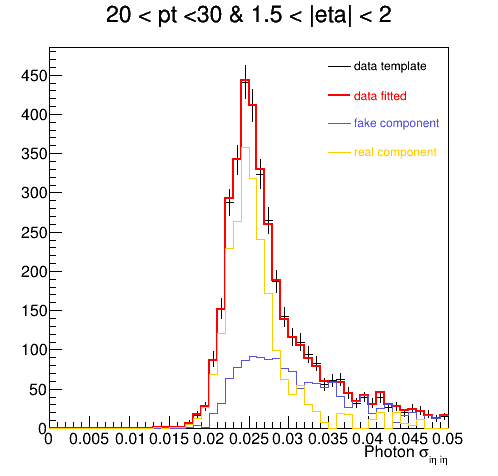 20 < pt <30 & 1.5 < |eta| < 2
data template
data fitted
fake component
real component
450
400
350
300
250
200
150
100
50
0
0 0.005 0.01 0.015 0.02 0.025 0.03 0.035 0.04 0.045 0.05
Photon σiη iη